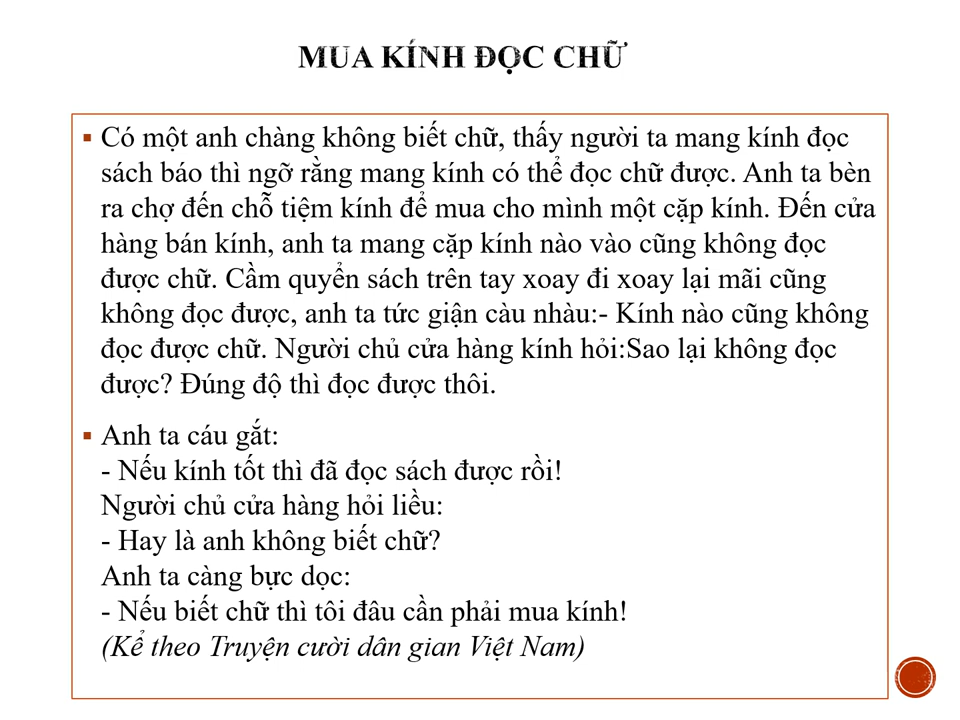 MUA KÍNH ĐỌC CHỮ
Có một anh chàng không biết chữ, thấy người ta mang kính đọc
sách báo thì ngỡ rằng mang kính có thể đọc chữ được. Anh ta bèn
ra chợ đến chỗ tiệm kính để mua cho mình một cặp kính. Đến cửa
hàng bán kính, anh ta mang cặp kính nào vào cũng không đọc
được chữ. Cầm quyển sách trên tay xoay đi xoay lại mãi cũng
không đọc được, anh ta tức giận càu nhàu:- Kính nào cũng không
đọc được chữ. Người chủ cửa hàng kính hỏi:Sao lại không đọc
được? Đúng độ thì đọc được thôi.
Anh ta cáu gắt:
- Nếu kính tốt thì đã đọc sách được rồi!
Người chủ cửa hàng hỏi liều:
- Hay là anh không biết chữ?
Anh ta càng bực dọc:
- Nếu biết chữ thì tôi đâu cần phải mua kính!
(Kể theo Truyện cười dân gian Việt Nam)